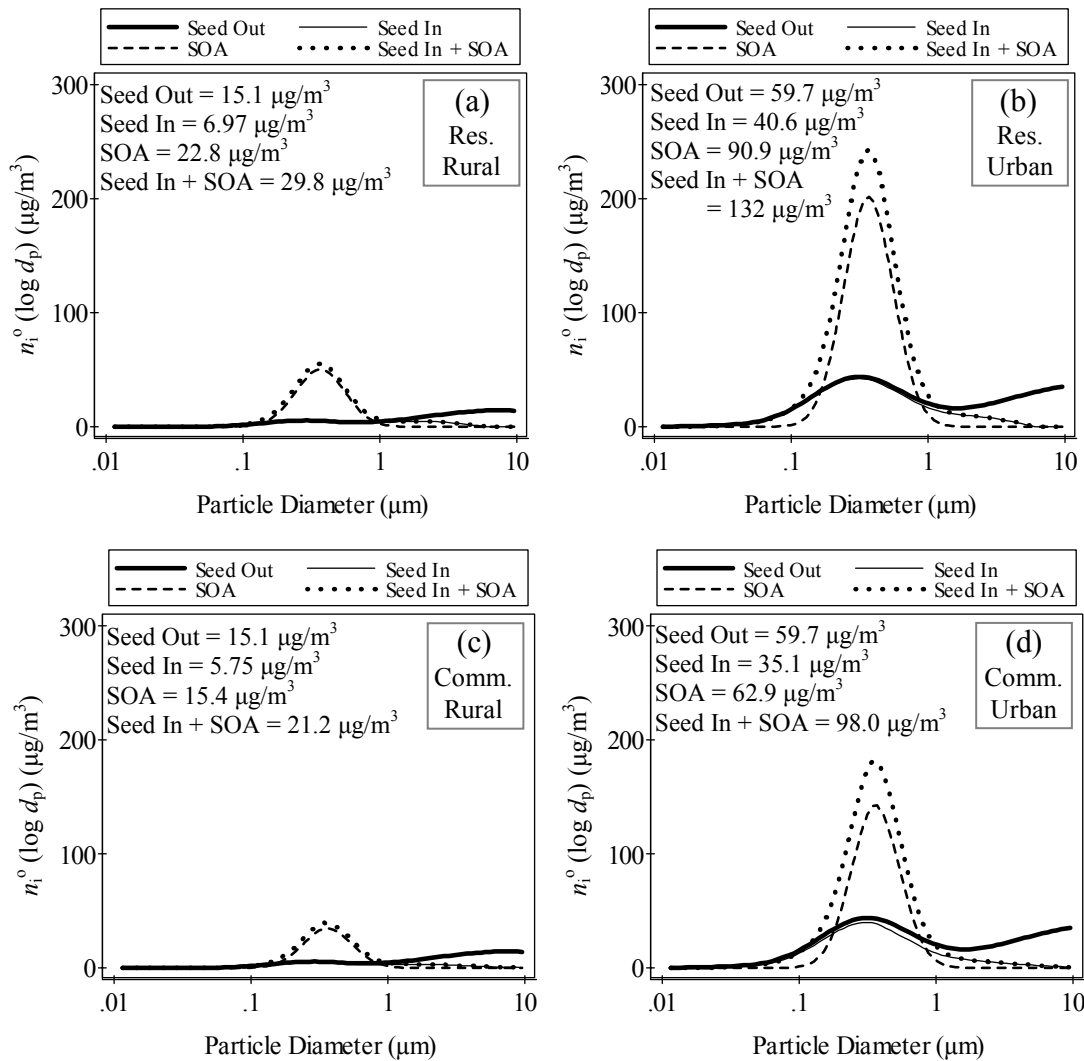 Seed Out Seed In
SOA Seed In + SOA
300
200
100
0
nᵢᵒ (log dₚ) (μg/m³)
Seed Out = 15.1 μg/m³
Seed In = 6.97 μg/m³
SOA = 22.8 μg/m³
Seed In + SOA = 29.8 μg/m³
(a)
Res.
Rural
.01 .1 1 10
Particle Diameter (μm)
Seed Out Seed In
SOA Seed In + SOA
300
200
100
0
nᵢᵒ (log dₚ) (μg/m³)
Seed Out = 59.7 μg/m³
Seed In = 40.6 μg/m³
SOA = 90.9 μg/m³
Seed In + SOA
= 132 μg/m³
(b)
Res.
Urban
.01 .1 1 10
Particle Diameter (μm)
Seed Out Seed In
SOA Seed In + SOA
300
200
100
0
nᵢᵒ (log dₚ) (μg/m³)
Seed Out = 15.1 μg/m³
Seed In = 5.75 μg/m³
SOA = 15.4 μg/m³
Seed In + SOA = 21.2 μg/m³
(c)
Comm.
Rural
.01 .1 1 10
Particle Diameter (μm)
Seed Out Seed In
SOA Seed In + SOA
300
200
100
0
nᵢᵒ (log dₚ) (μg/m³)
Seed Out = 59.7 μg/m³
Seed In = 35.1 μg/m³
SOA = 62.9 μg/m³
Seed In + SOA = 98.0 μg/m³
(d)
Comm.
Urban
.01 .1 1 10
Particle Diameter (μm)